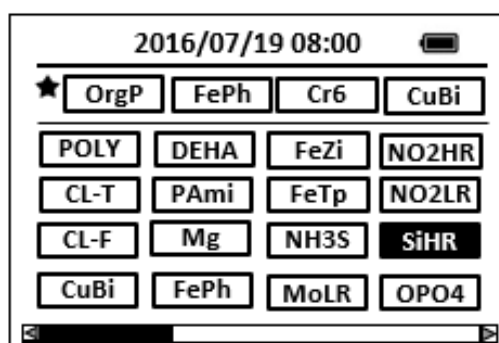 2016/07/19 08:00
OrgP FePh Cr6 CuBi
POLY DEHA FeZi NO2HR
CL-T PAmi FeTp NO2LR
CL-F Mg NH3S SiHR
CuBi FePh MoLR OPO4